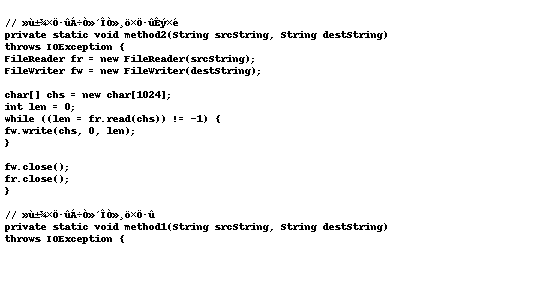 // »ù±¾×Ö·ûÁ÷Ò»´ÎÒ»¸ö×Ö·ûÊý×é
private static void method2(String srcString, String destString)
throws IOException {
FileReader fr = new FileReader(srcString);
FileWriter fw = new FileWriter(destString);
char[] chs = new char[1024];
int len = 0;
while ((len = fr.read(chs)) != -1) {
fw.write(chs, 0, len);
}
fw.close();
fr.close();
}
// »ù±¾×Ö·ûÁ÷Ò»´ÎÒ»¸ö×Ö·û
private static void method1(String srcString, String destString)
throws IOException {